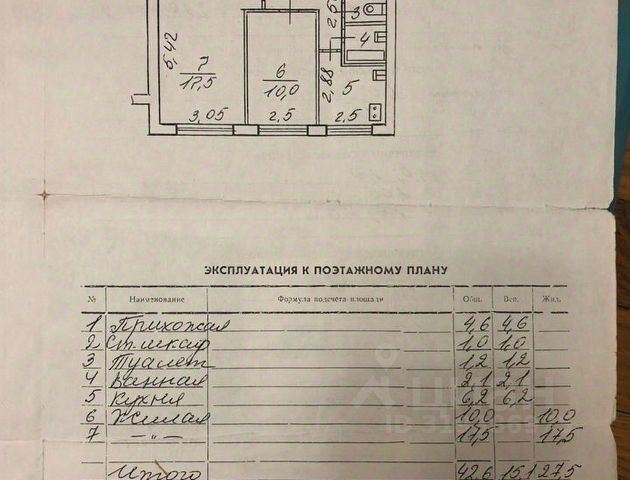 2,6
3
4
5,42
7
17,5
6
10,0
2,88
5
3,05
2,5
2,5
ЭКСПЛУАТАЦИЯ К ПОЭТАЖНОМУ ПЛАНУ
№ Наименование Формула подсчета площади Общ. Всп. Жил.
1 Прихожая 4,6 4,6
2 Ст.шкаф 1,0 1,0
3 Туалет 1,2 1,2
4 Ванная 2,1 2,1
5 Кухня 6,2 6,2
6 Жилая 10,0 10,0
7 —"— 17,5 17,5
Итого 42,6 15,1 27,5